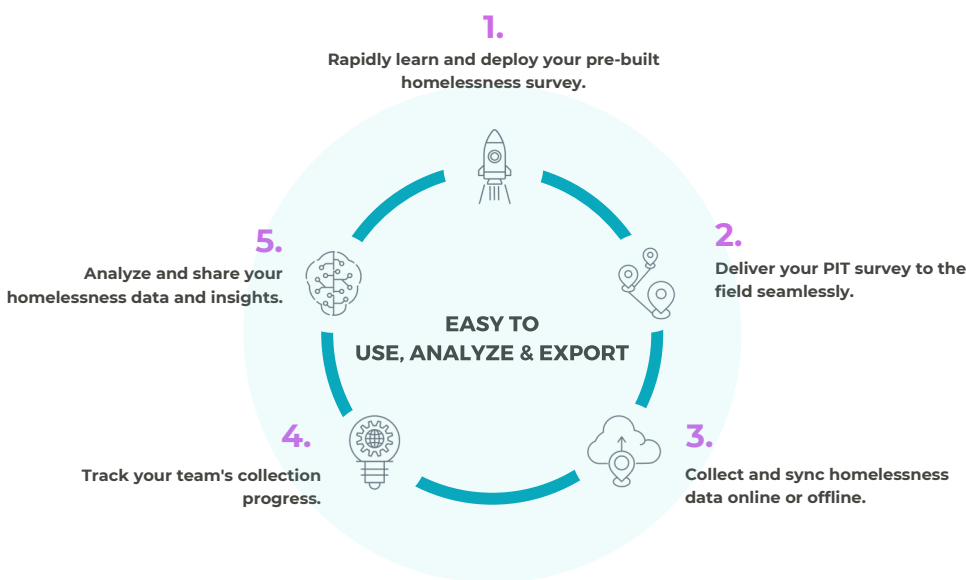 1.
Rapidly learn and deploy your pre-built
homelessness survey.
2.
Deliver your PIT survey to the
field seamlessly.
3.
Collect and sync homelessness
data online or offline.
4.
Track your team's collection
progress.
5.
Analyze and share your
homelessness data and insights.
EASY TO
USE, ANALYZE & EXPORT